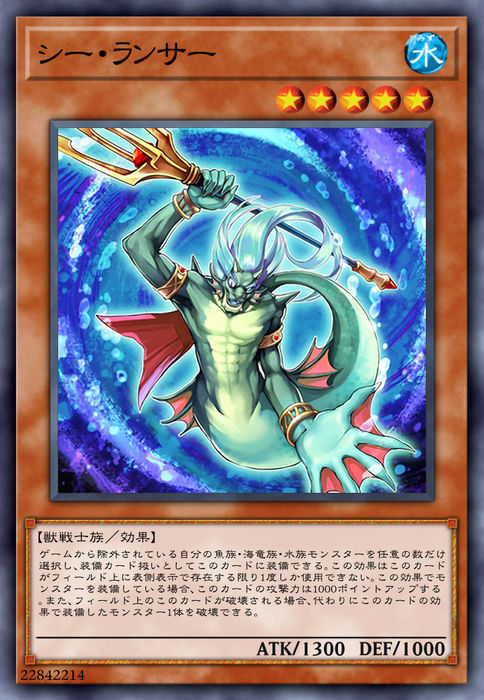 シー・ランサー
みず
水
【獣戦士族／効果】
ゲームから除外されている自分の魚族・海竜族・水族モンスターを任意の数だけ
選択し、装備カード扱いとしてこのカードに装備できる。この効果はこのカード
がフィールド上に表側表示で存在する限り1度しか使用できない。この効果でモ
ンスターを装備している場合、このカードの攻撃力は1000ポイントアップする
。また、フィールド上のこのカードが破壊される場合、代わりにこのカードの効
果で装備したモンスター1体を破壊できる。
ATK/1300 DEF/1000
22842214